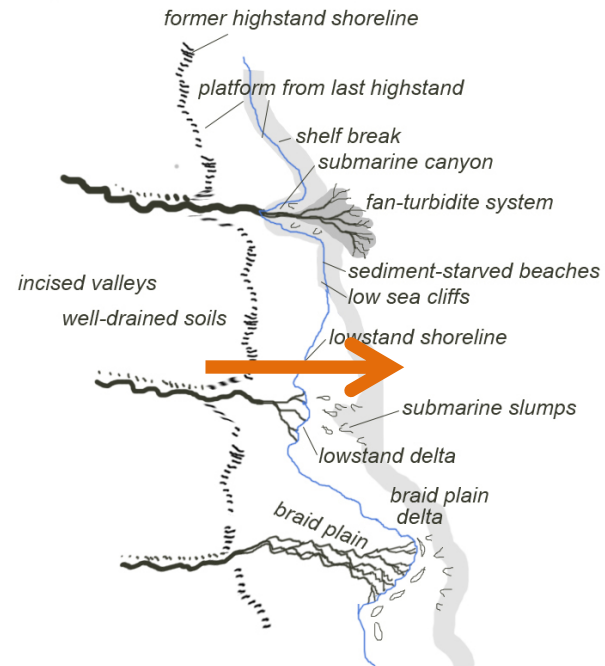 former highstand shoreline
platform from last highstand
shelf break
submarine canyon
fan-turbidite system
sediment-starved beaches
low sea cliffs
incised valleys
well-drained soils
lowstand shoreline
submarine slumps
lowstand delta
braid plain
delta
braid plain